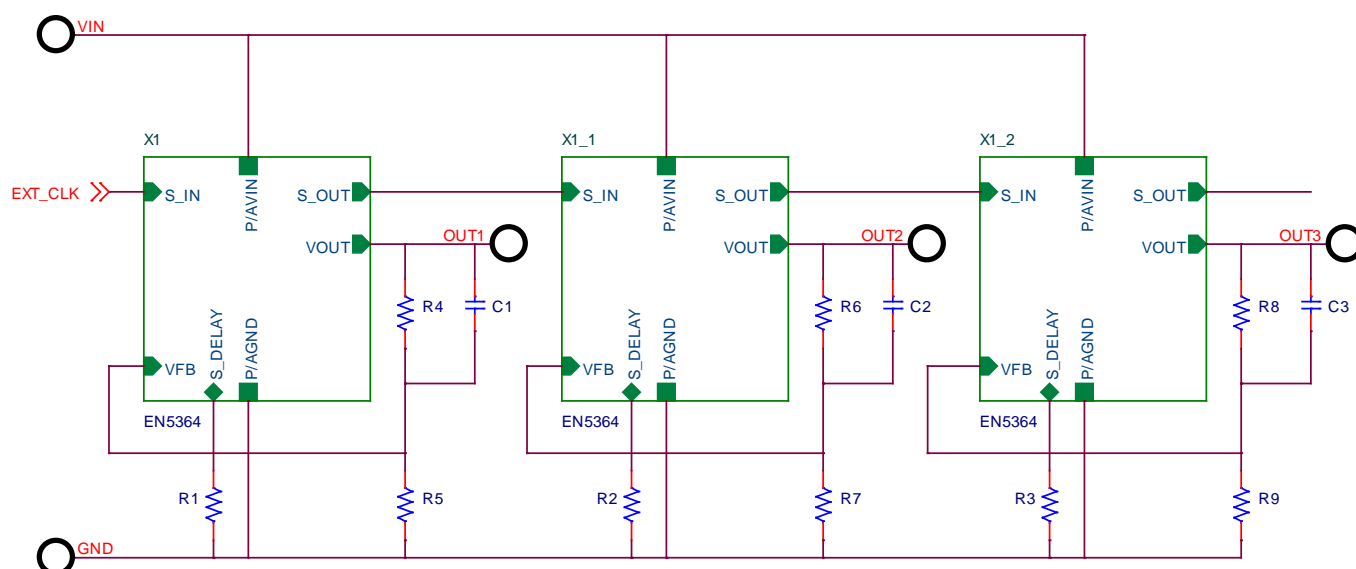 VIN
X1
X1_1
X1_2
EXT_CLK
S_IN
P/AVIN
S_OUT
VOUT
OUT1
S_DELAY
P/AGND
VFB
EN5364
R4
C1
R1
R5
S_IN
P/AVIN
S_OUT
VOUT
OUT2
S_DELAY
P/AGND
VFB
EN5364
R6
C2
R2
R7
S_IN
P/AVIN
S_OUT
VOUT
OUT3
S_DELAY
P/AGND
VFB
EN5364
R8
C3
R3
R9
GND